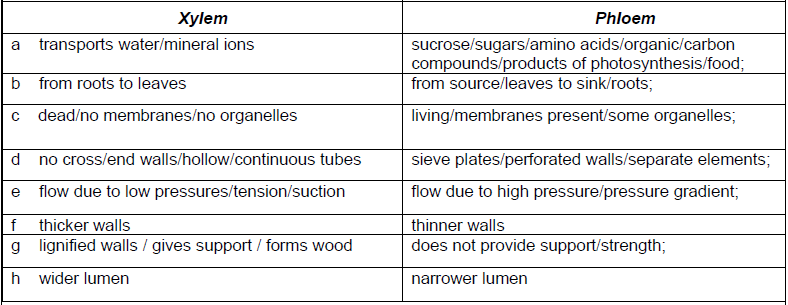 Xylem Phloem
a transports water/mineral ions sucrose/sugars/amino acids/organic/carbon
compounds/products of photosynthesis/food;
b from roots to leaves from source/leaves to sink/roots;
c dead/no membranes/no organelles living/membranes present/some organelles;
d no cross/end walls/hollow/continuous tubes sieve plates/perforated walls/separate elements;
e flow due to low pressures/tension/suction flow due to high pressure/pressure gradient;
f thicker walls thinner walls
g lignified walls / gives support / forms wood does not provide support/strength;
h wider lumen narrower lumen